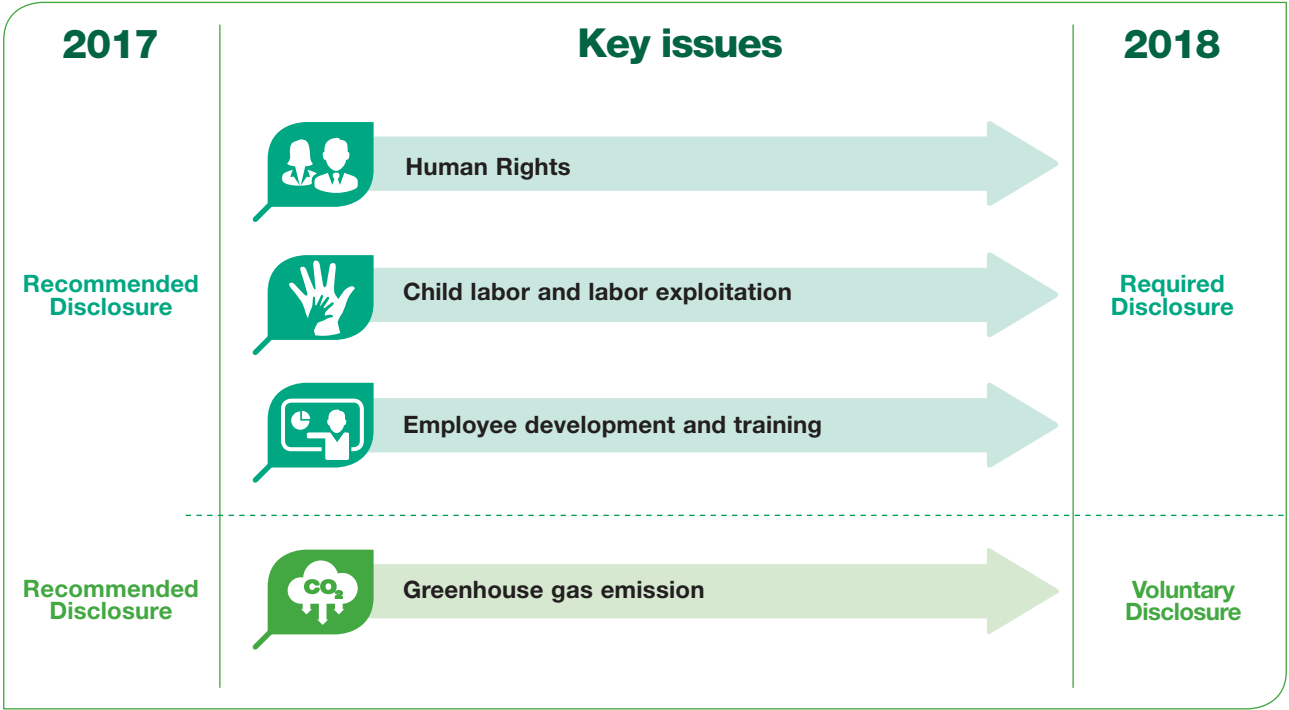 2017
Key issues
2018
Human Rights
Recommended
Disclosure
Child labor and labor exploitation
Required
Disclosure
Employee development and training
Recommended
Disclosure
CO2
Greenhouse gas emission
Voluntary
Disclosure